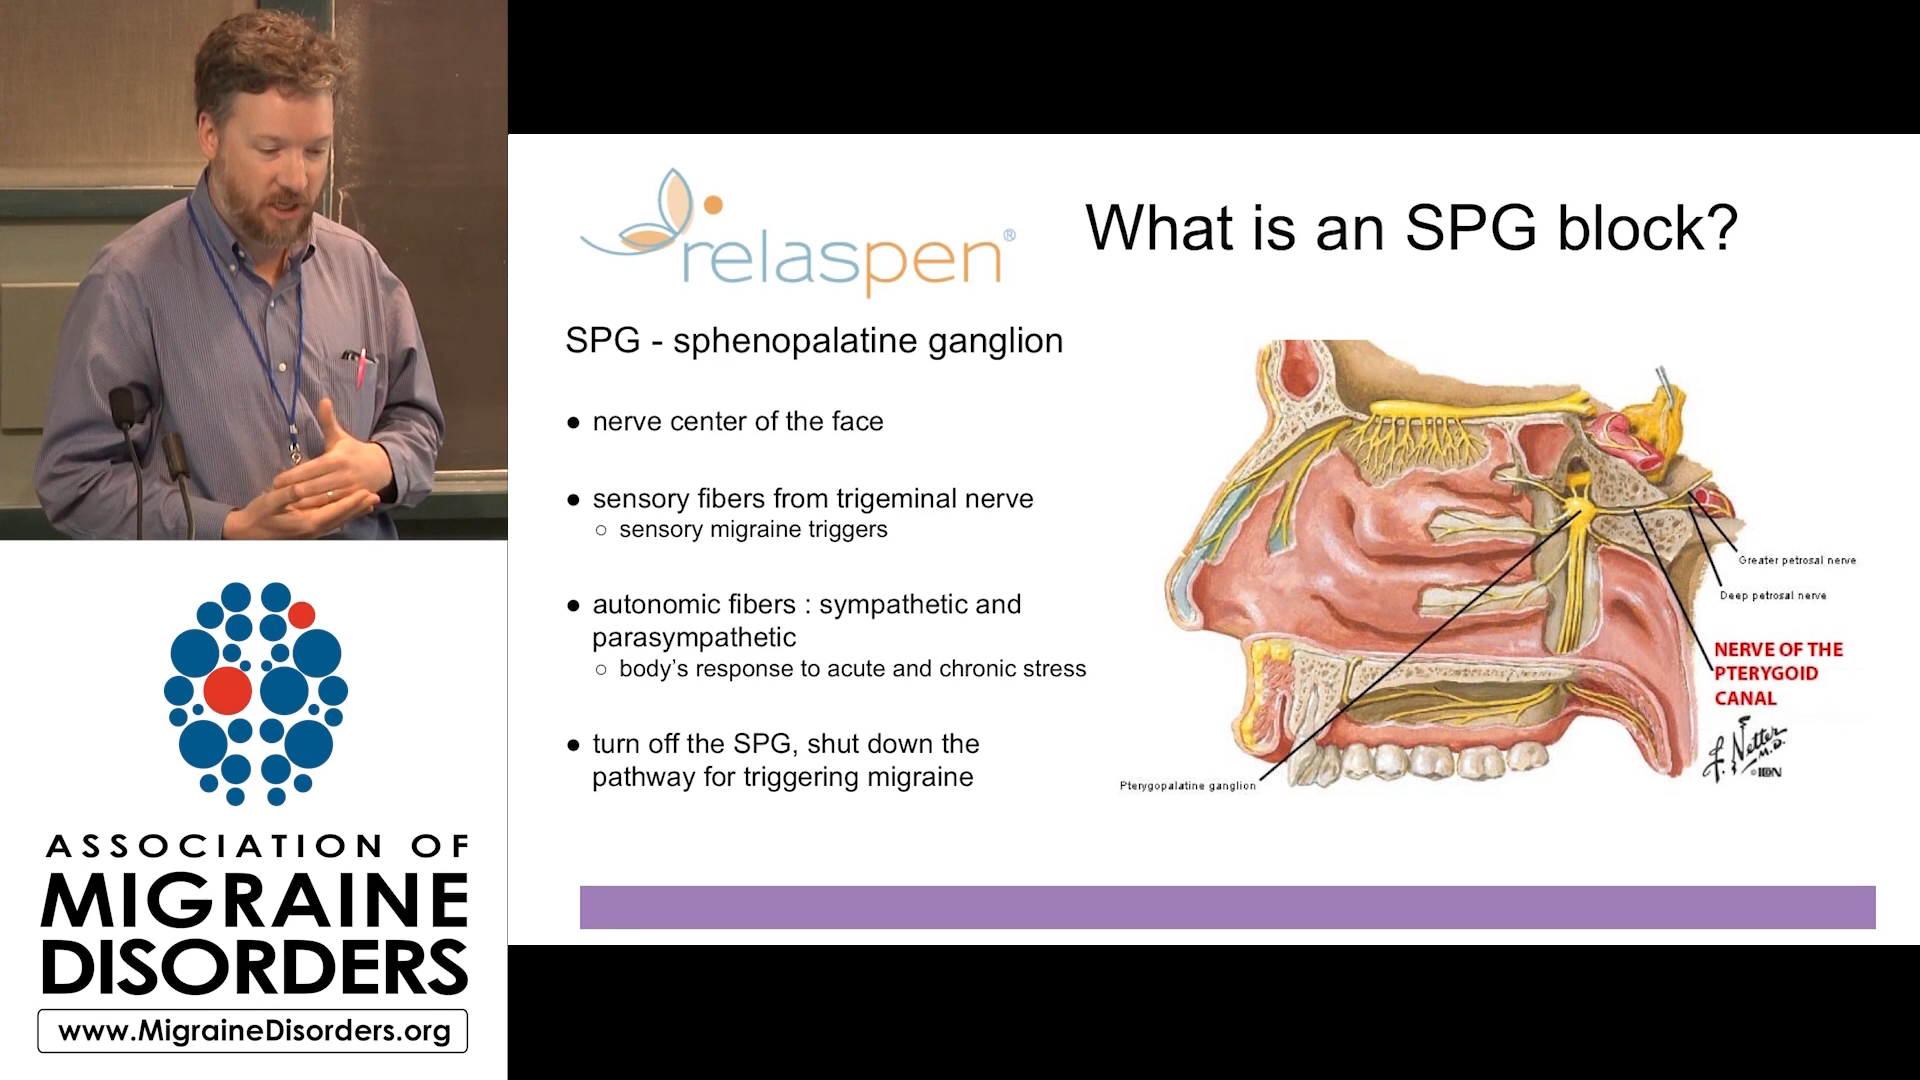 relaspen®
What is an SPG block?
SPG - sphenopalatine ganglion
● nerve center of the face
● sensory fibers from trigeminal nerve
○ sensory migraine triggers
● autonomic fibers : sympathetic and
parasympathetic
○ body's response to acute and chronic stress
● turn off the SPG, shut down the
pathway for triggering migraine
Greater petrosal nerve
Deep petrosal nerve
NERVE OF THE
PTERYGOID
CANAL
f. Netter
M.D.
Pterygopalatine ganglion
ASSOCIATION OF
MIGRAINE
DISORDERS
www.MigraineDisorders.org